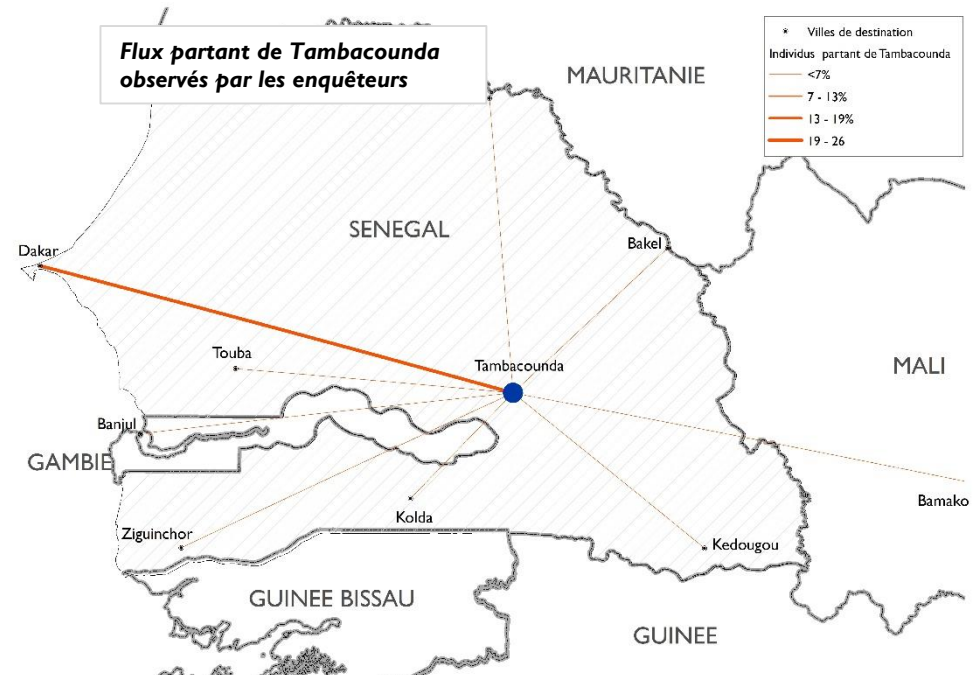 Flux partant de Tambacounda
observés par les enquêteurs
Villes de destination
Individus partant de Tambacounda
<7%
7 - 13%
13 - 19%
19 - 26
MAURITANIE
SENEGAL
Dakar
Bakel
Touba
Tambacounda
MALI
Banjul
GAMBIE
Bamako
Kolda
Ziguinchor
Kedougou
GUINEE BISSAU
GUINEE